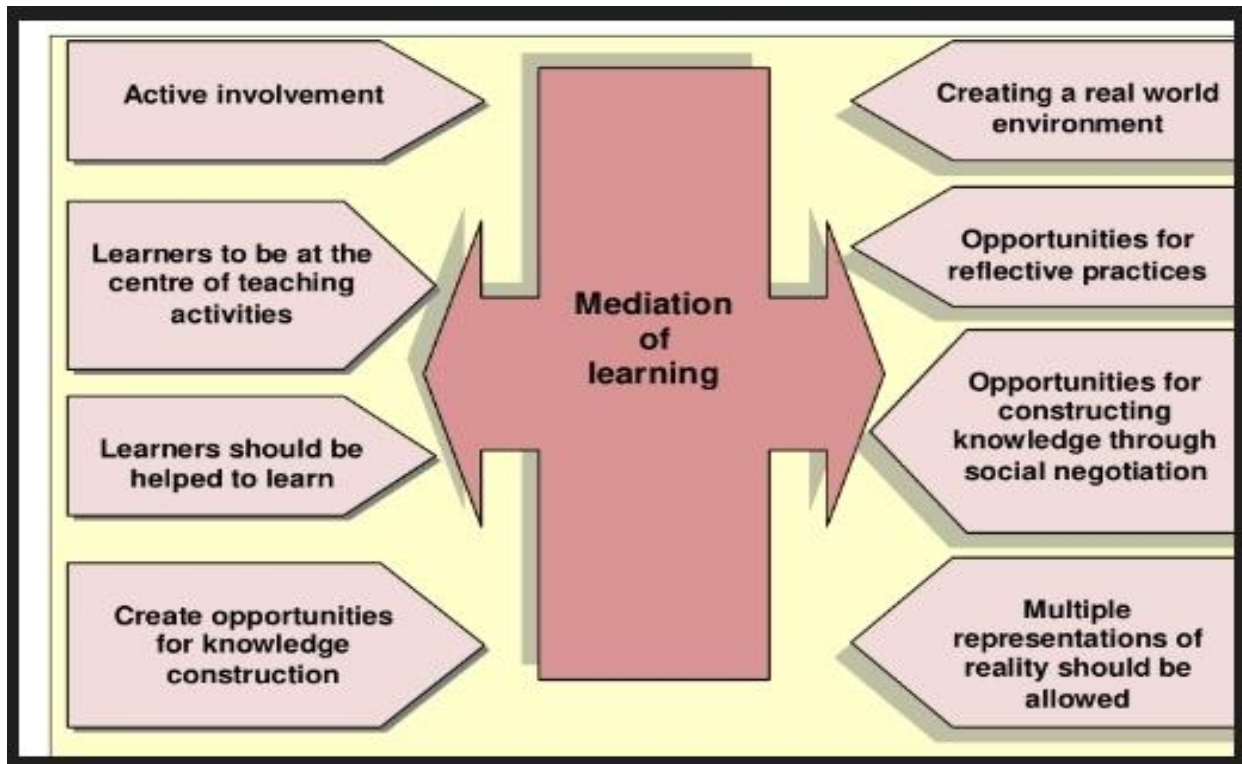 Active involvement
Learners to be at the
centre of teaching
activities
Learners should be
helped to learn
Create opportunities
for knowledge
construction
Mediation
of
learning
Creating a real world
environment
Opportunities for
reflective practices
Opportunities for
constructing
knowledge through
social negotiation
Multiple
representations of
reality should be
allowed